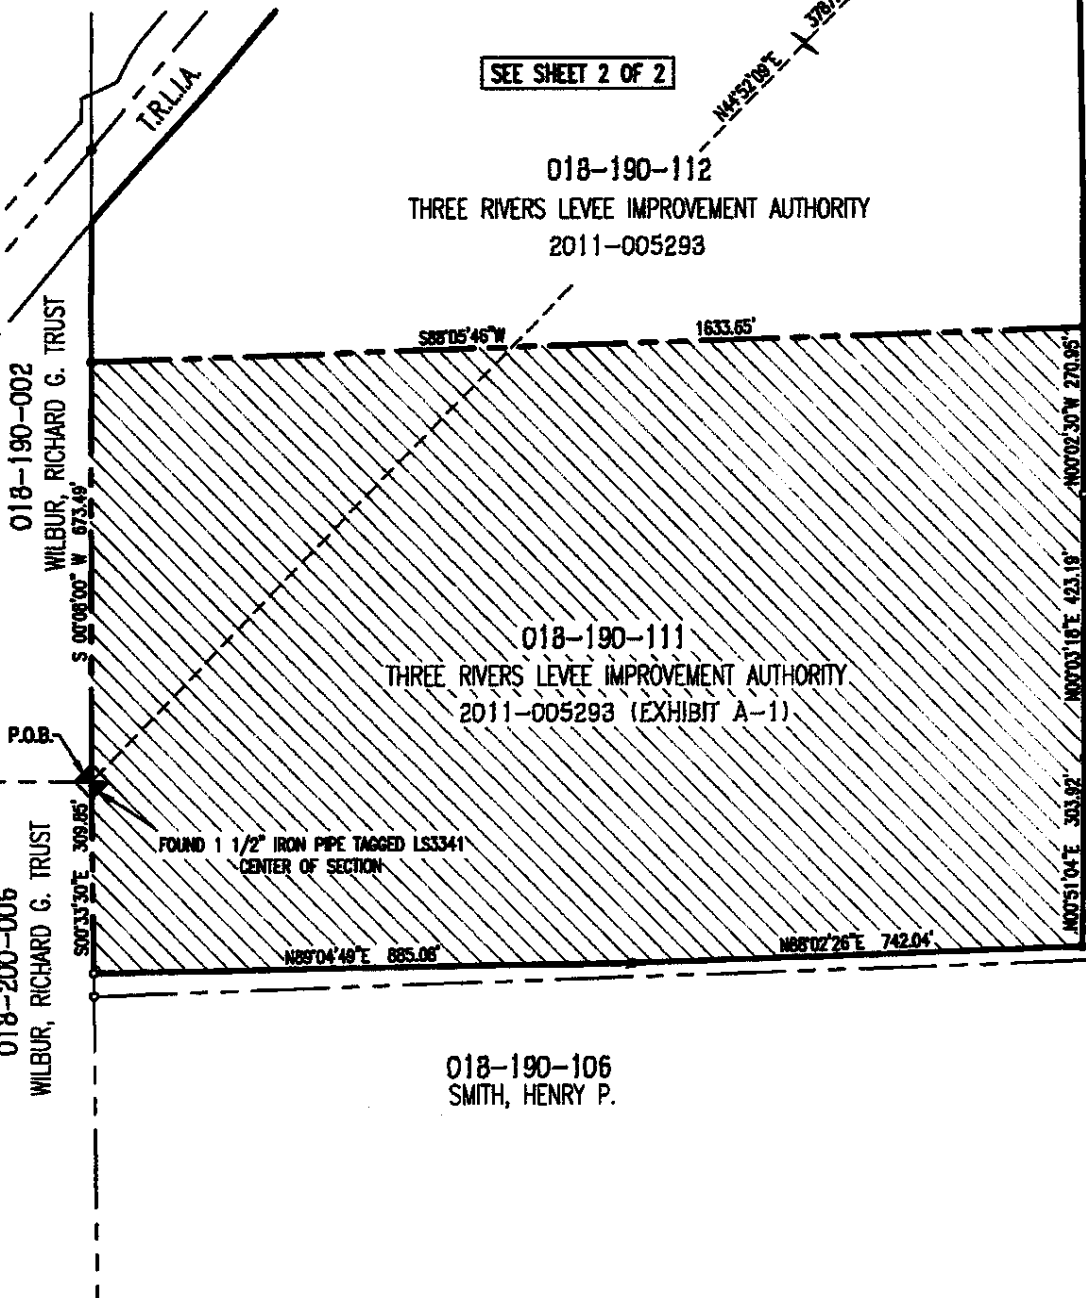 SEE SHEET 2 OF 2
T.R.L.I.A.
N44°52'09"E
018-190-112
THREE RIVERS LEVEE IMPROVEMENT AUTHORITY
2011-005293
S88°05'46"W 1633.65'
018-190-002
WILBUR, RICHARD G. TRUST
S 00°08'00" W 673.49'
N00°02'30"W 270.95'
N00°03'18"E 423.19'
N00°51'04"E 303.92'
018-190-111
THREE RIVERS LEVEE IMPROVEMENT AUTHORITY
2011-005293 (EXHIBIT A-1)
P.O.B.
FOUND 1 1/2" IRON PIPE TAGGED LS3341
CENTER OF SECTION
S00°33'30"E 309.85'
018-200-006
WILBUR, RICHARD G. TRUST
N89°04'49"E 885.08'
N88°02'26"E 742.04'
018-190-106
SMITH, HENRY P.